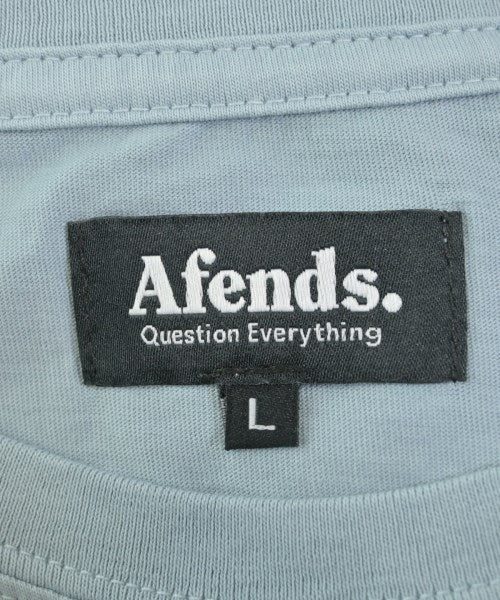 Afends.
Question Everything
L